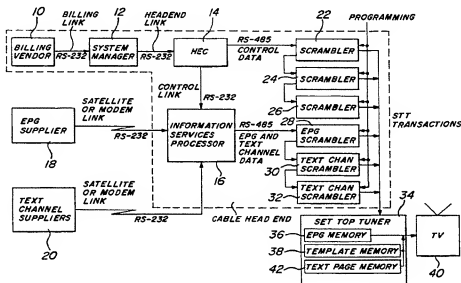 10
BILLING LINK
12
HEADEND LINK
14
22
PROGRAMMING
BILLING VENDOR
RS-232
SYSTEM MANAGER
RS-232
HEC
RS-485
CONTROL DATA
SCRAMBLER
24
SCRAMBLER
CONTROL LINK
RS-232
26
SCRAMBLER
STT TRANSACTIONS
SATELLITE OR MODEM LINK
EPG SUPPLIER
RS-232
18
INFORMATION SERVICES PROCESSOR
16
RS-485
EPG AND TEXT CHANNEL DATA
28
EPG SCRAMBLER
30
TEXT CHAN SCRAMBLER
32
TEXT CHAN SCRAMBLER
SATELLITE OR MODEM LINK
TEXT CHANNEL SUPPLIERS
RS-232
20
CABLE HEAD END
34
SET TOP TUNER
36
EPG MEMORY
38
TEMPLATE MEMORY
42
TEXT PAGE MEMORY
TV
40